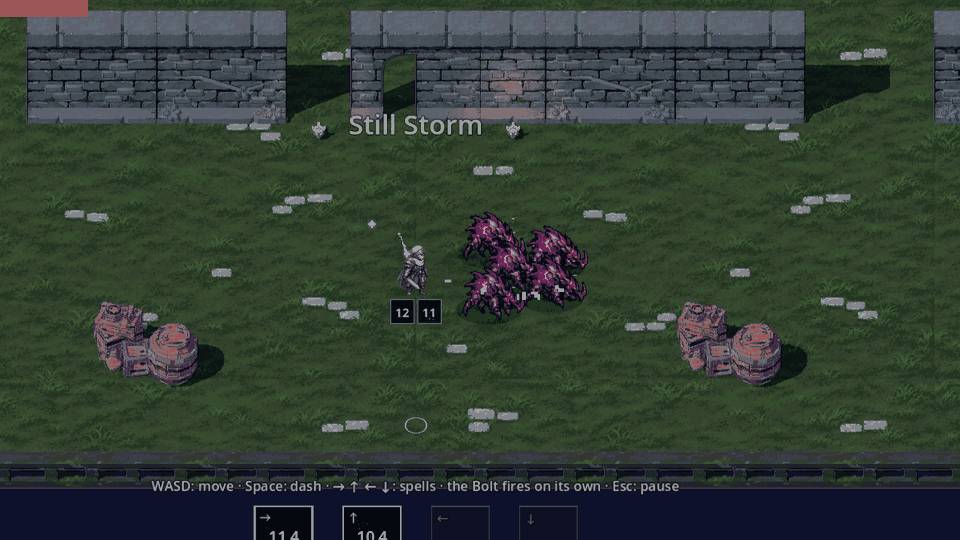 Still Storm
12 11
WASD: move · Space: dash · → ↑ ← ↓: spells · the Bolt fires on its own · Esc: pause
→ ↑ ← ↓
11.4 10.4